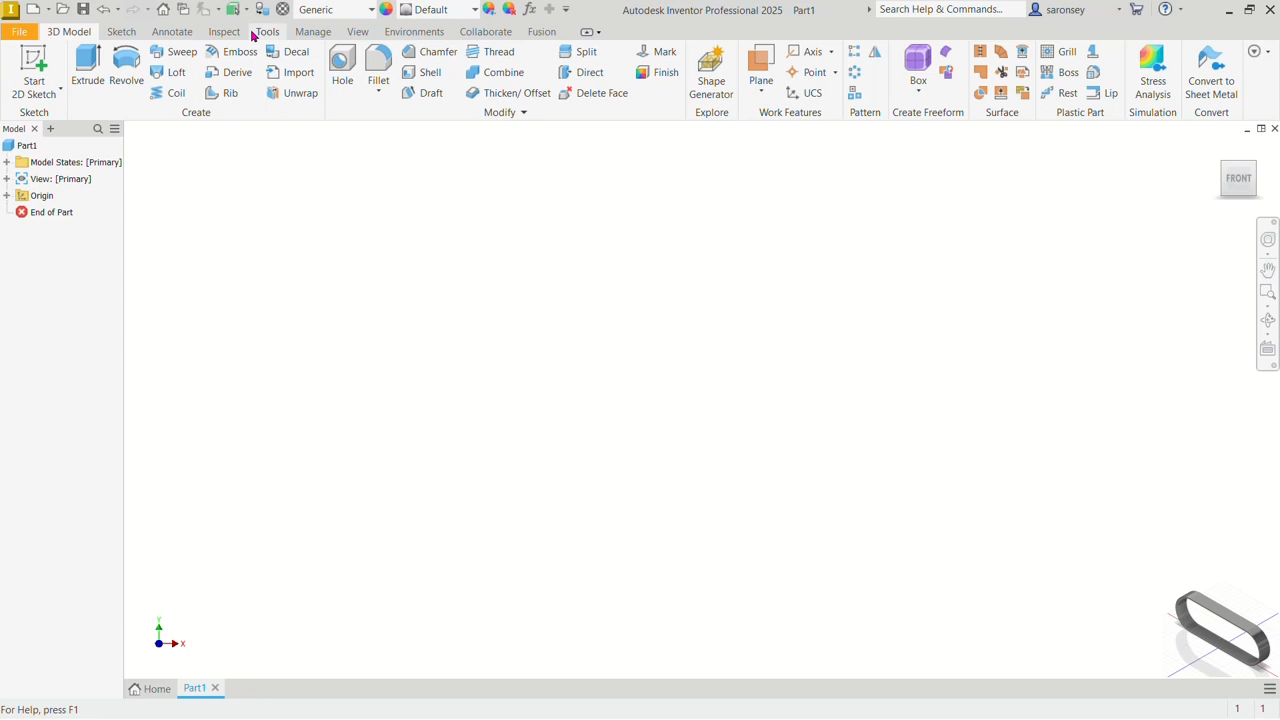 I Generic Default fx Autodesk Inventor Professional 2025 Part1 Search Help & Commands... saronsey
File 3D Model Sketch Annotate Inspect Tools Manage View Environments Collaborate Fusion
Start 2D Sketch Extrude Revolve Sweep Emboss Decal Hole Fillet Chamfer Thread Split Mark Shape Generator Plane Axis Box Grill Stress Analysis Convert to Sheet Metal
Loft Derive Import Shell Combine Direct Finish Point Boss
Coil Rib Unwrap Draft Thicken/ Offset Delete Face UCS Rest Lip
Sketch Create Modify Explore Work Features Pattern Create Freeform Surface Plastic Part Simulation Convert
Model
Part1
Model States: [Primary]
View: [Primary]
Origin
End of Part
FRONT
Y
X
Home Part1
For Help, press F1 1 1